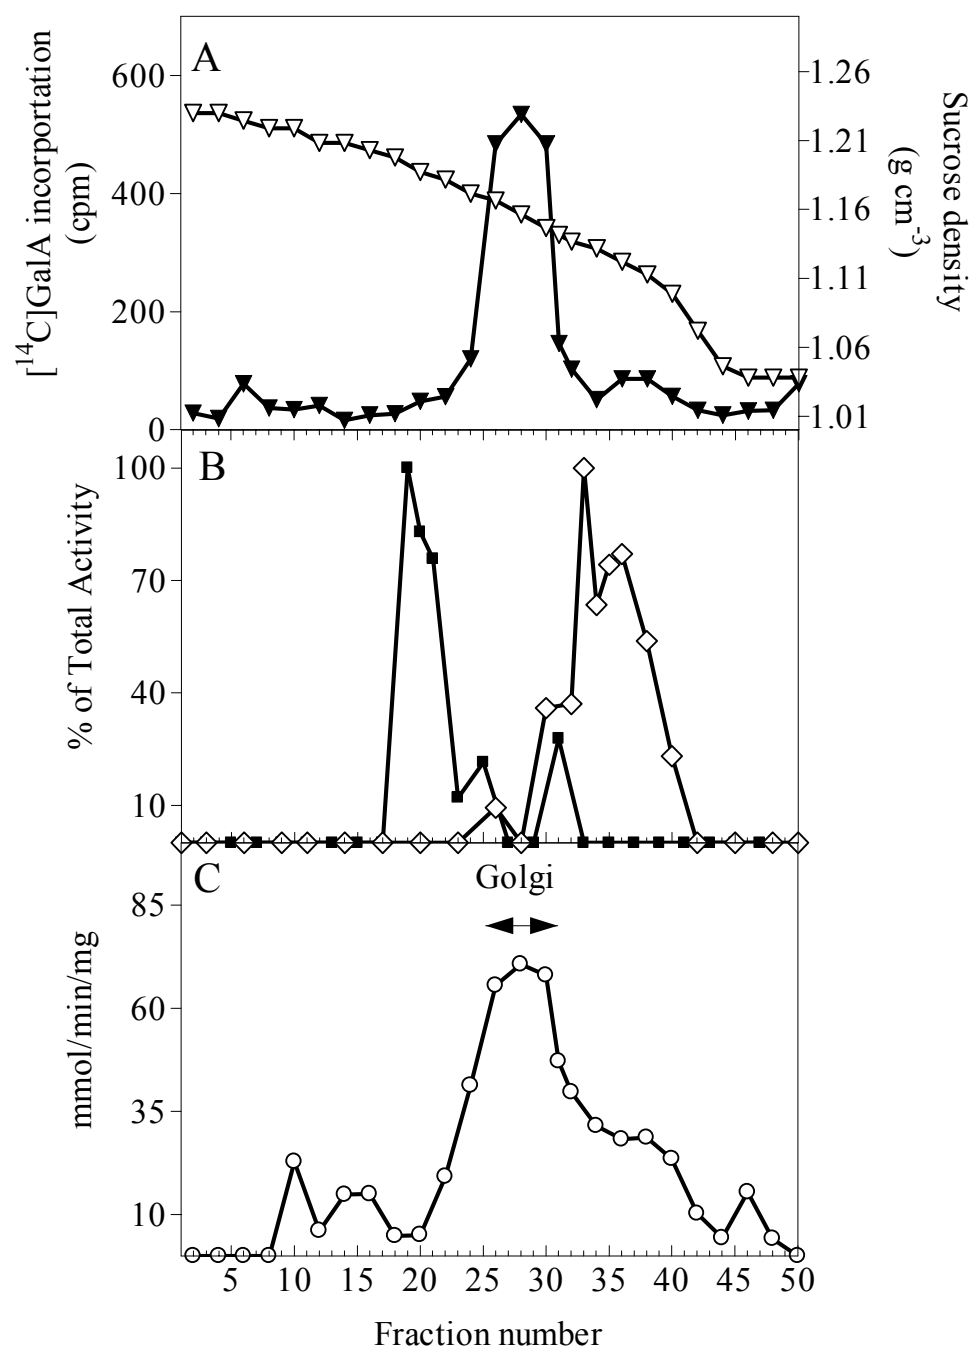 A
[¹⁴C]GalA incorportation
(cpm)
600
400
200
0
1.26
1.21
1.16
1.11
1.06
1.01
Sucrose density
(g cm⁻³)
B
% of Total Activity
100
70
40
10
C
Golgi
mmol/min/mg
85
60
35
10
5 10 15 20 25 30 35 40 45 50
Fraction number